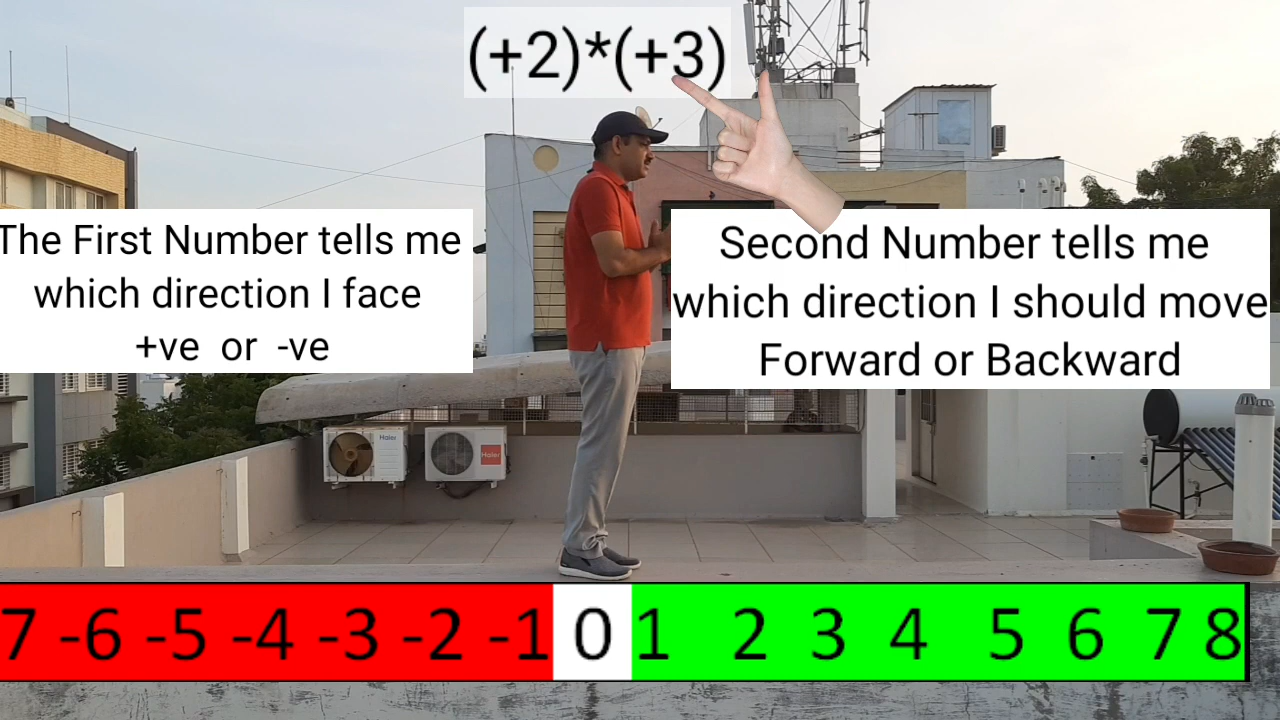 (+2)*(+3)
The First Number tells me
which direction I face
+ve or -ve
Second Number tells me
which direction I should move
Forward or Backward
Haier
Haier
7 -6 -5 -4 -3 -2 -1 0 1 2 3 4 5 6 7 8